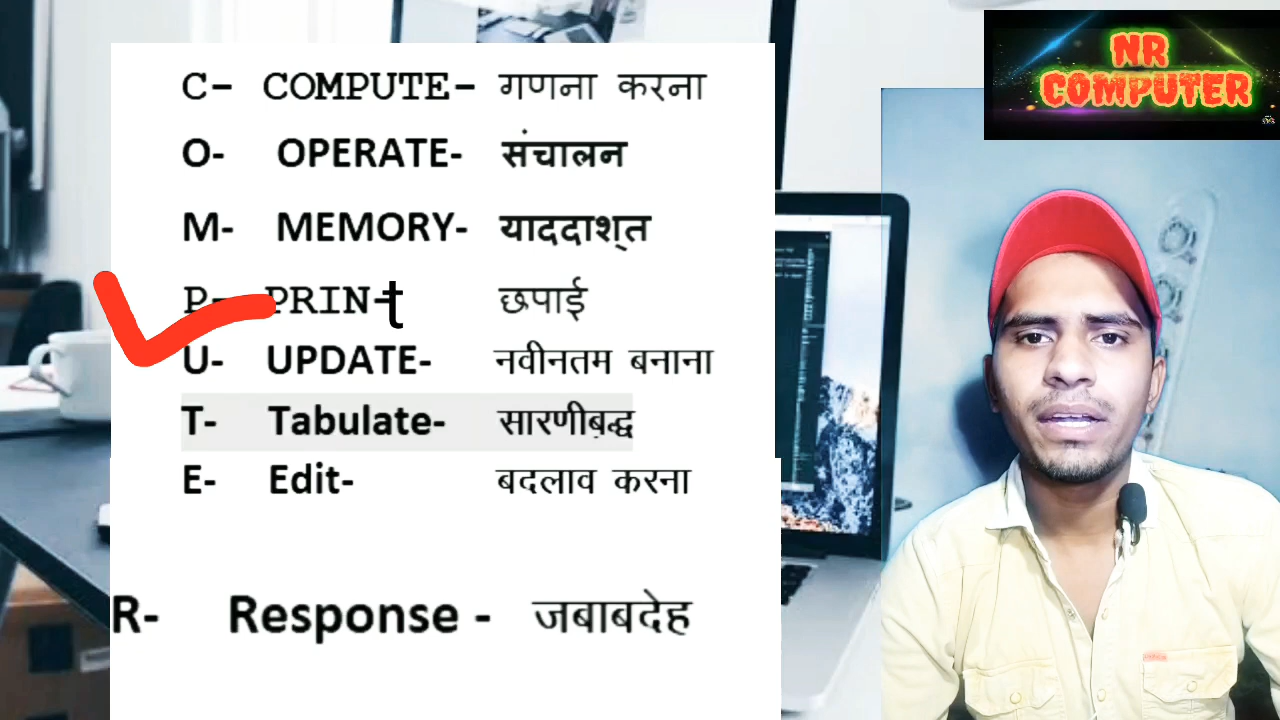 NR
COMPUTER
C- COMPUTE- गणना करना
O- OPERATE- संचालन
M- MEMORY- याददाश्त
P- PRIN-t छपाई
U- UPDATE- नवीनतम बनाना
T- Tabulate- सारणीबद्ध
E- Edit- बदलाव करना
R- Response - जबाबदेह